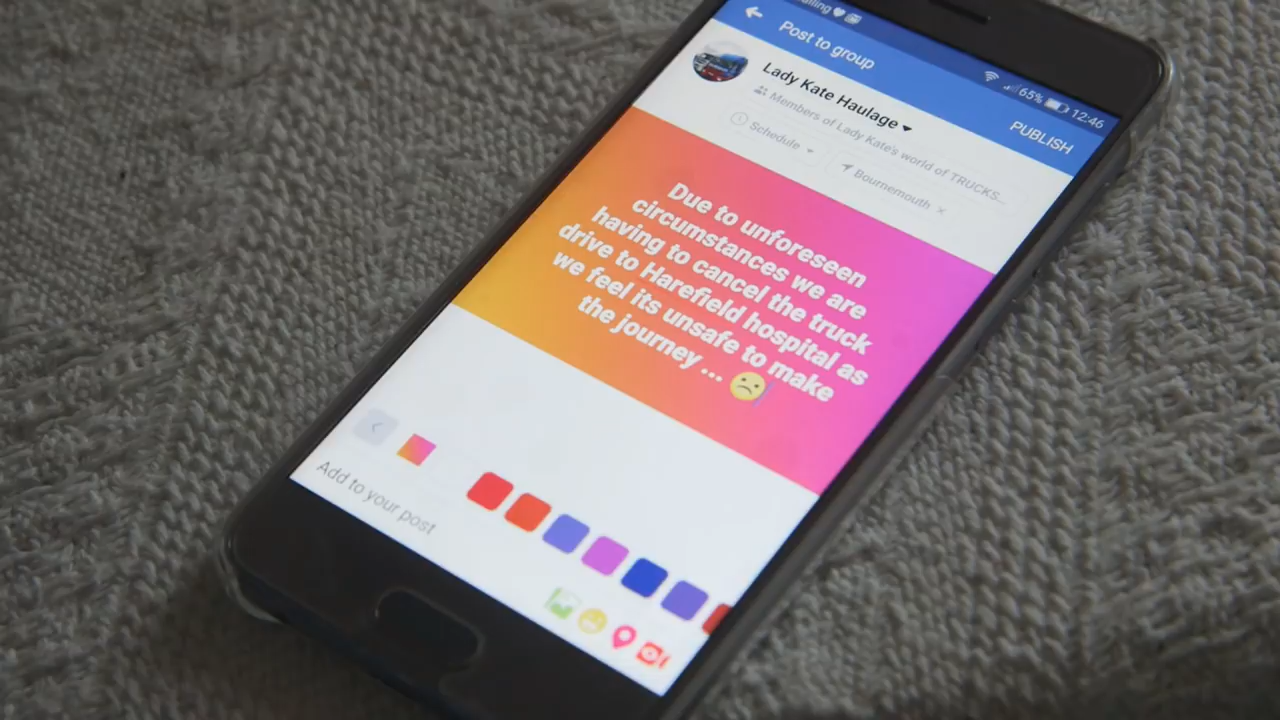 Post to group
65% 12:46
PUBLISH
Lady Kate Haulage
Members of Lady Kate's world of TRUCKS...
Schedule
Bournemouth ×
Due to unforeseen
circumstances we are
having to cancel the truck
drive to Harefield hospital as
we feel its unsafe to make
the journey ... 😕
Add to your post